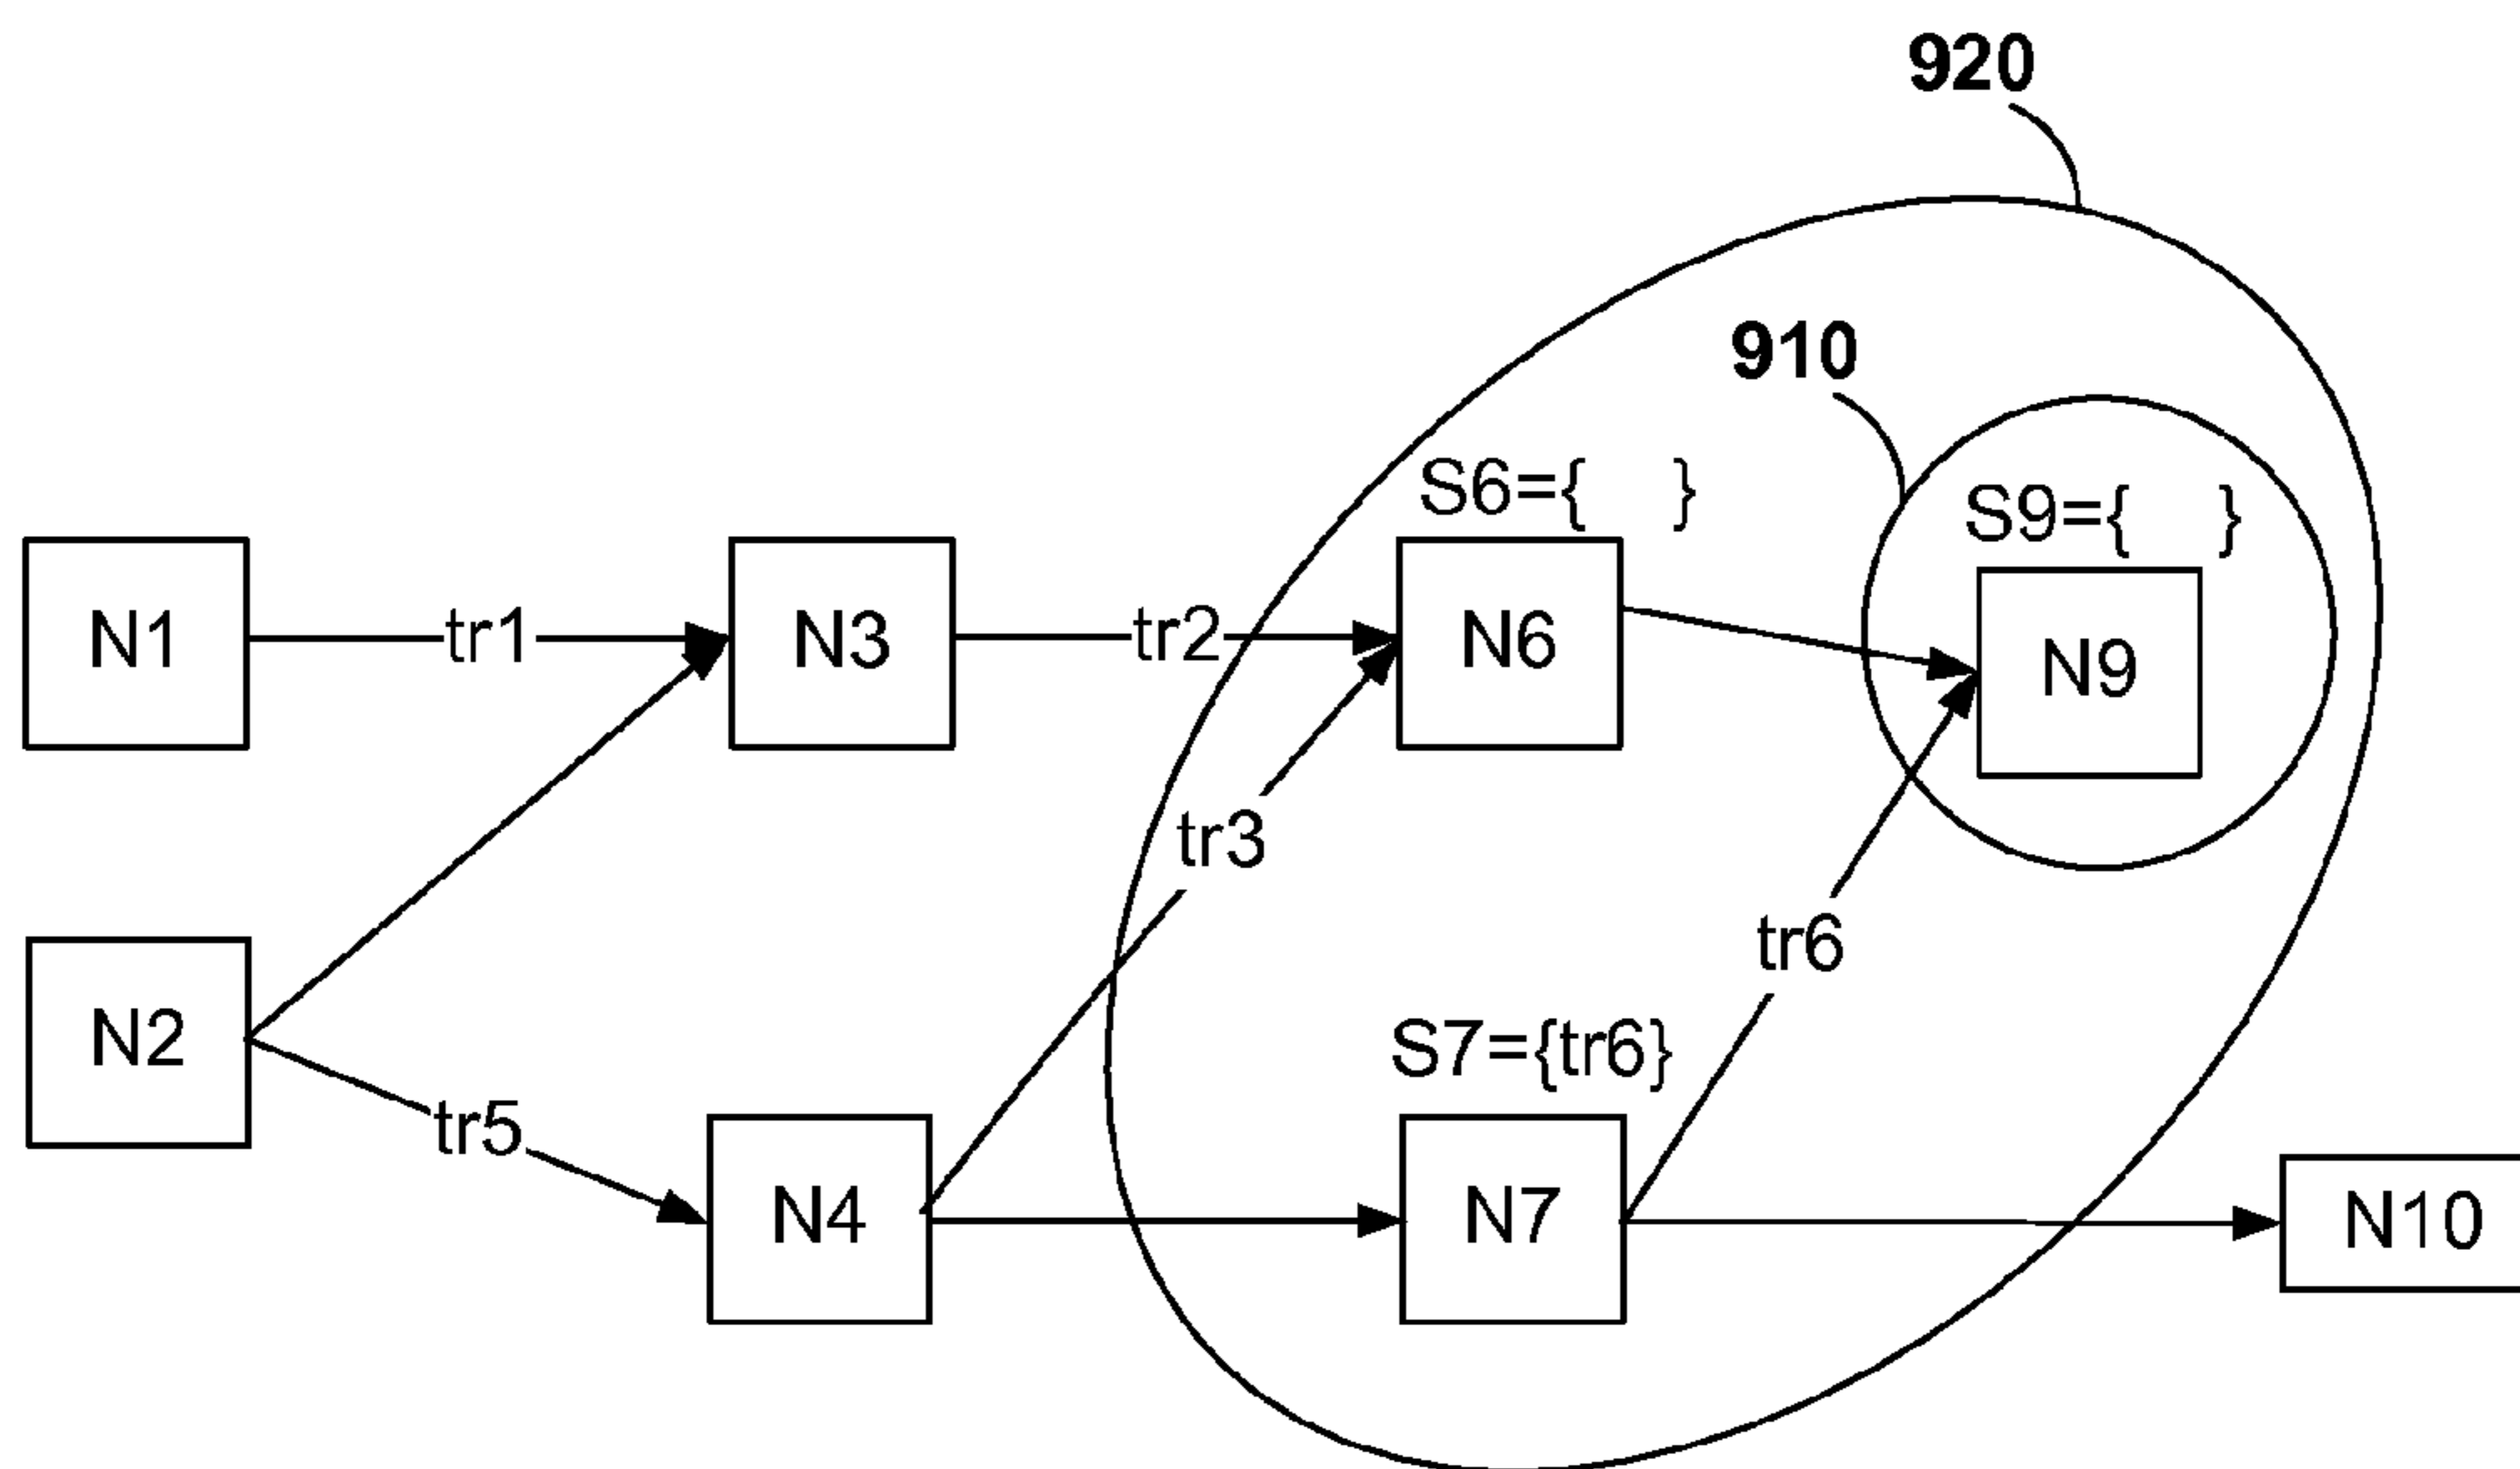 920
910
S6={ }
S9={ }
N1
tr1
N3
tr2
N6
N9
tr3
tr6
N2
S7={tr6}
tr5
N4
N7
N10